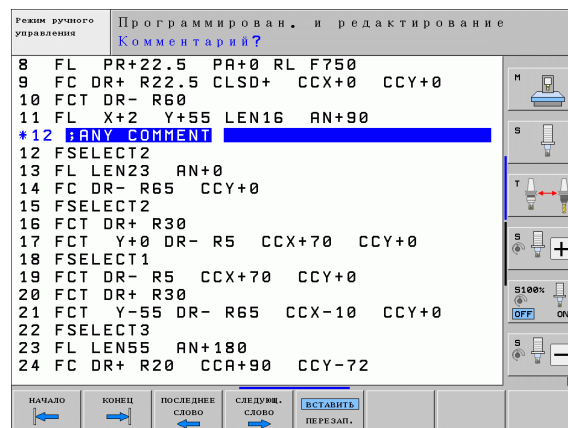 Режим ручного
управления
Программирован. и редактирование
Комментарий?
8 FL PR+22.5 PA+0 RL F750
9 FC DR+ R22.5 CLSD+ CCX+0 CCY+0
10 FCT DR- R60
11 FL X+2 Y+55 LEN16 AN+90
*12 ;ANY COMMENT
12 FSELECT2
13 FL LEN23 AN+0
14 FC DR- R65 CCY+0
15 FSELECT2
16 FCT DR+ R30
17 FCT Y+0 DR- R5 CCX+70 CCY+0
18 FSELECT1
19 FCT DR- R5 CCX+70 CCY+0
20 FCT DR+ R30
21 FCT Y-55 DR- R65 CCX-10 CCY+0
22 FSELECT3
23 FL LEN55 AN+180
24 FC DR+ R20 CCA+90 CCY-72
M
S
T
S
+
S100%
OFF ON
S
−
НАЧАЛО
КОНЕЦ
ПОСЛЕДНЕЕ
СЛОВО
СЛЕДУЮЩ.
СЛОВО
ВСТАВИТЬ
ПЕРЕЗАП.